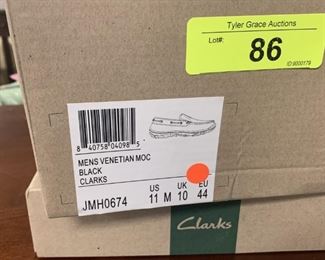 Tyler Grace Auctions
Lot#:
86
ID:9000179
8 40758 04098 5
MENS VENETIAN MOC
BLACK
CLARKS
US UK EU
JMH0674 11 M 10 44
Clarks